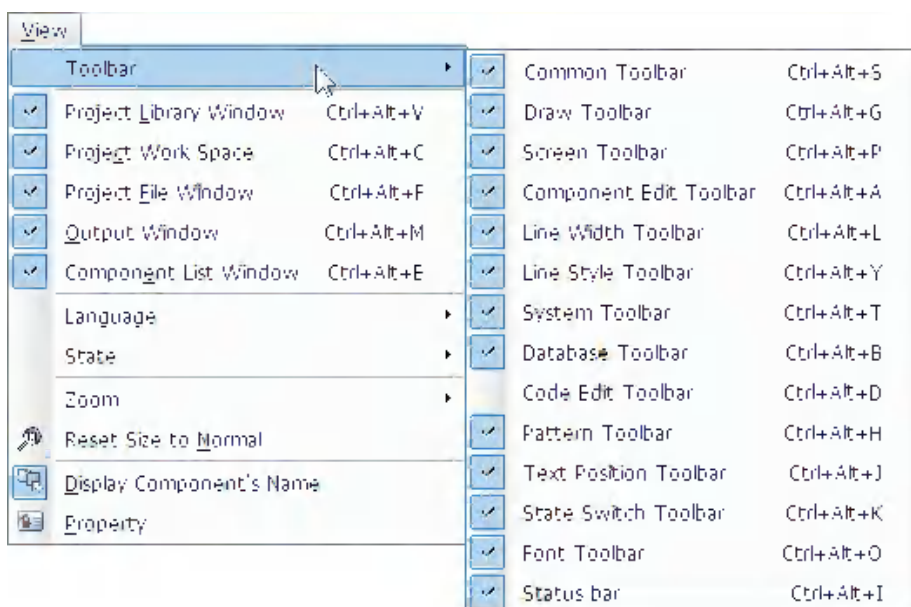 View
Toolbar
Project Library Window Ctrl+Alt+V
Project Work Space Ctrl+Alt+C
Project File Window Ctrl+Alt+F
Output Window Ctrl+Alt+M
Component List Window Ctrl+Alt+E
Language
State
Zoom
Reset Size to Normal
Display Component's Name
Property
Common Toolbar Ctrl+Alt+S
Draw Toolbar Ctrl+Alt+G
Screen Toolbar Ctrl+Alt+P
Component Edit Toolbar Ctrl+Alt+A
Line Width Toolbar Ctrl+Alt+L
Line Style Toolbar Ctrl+Alt+Y
System Toolbar Ctrl+Alt+T
Database Toolbar Ctrl+Alt+B
Code Edit Toolbar Ctrl+Alt+D
Pattern Toolbar Ctrl+Alt+H
Text Position Toolbar Ctrl+Alt+J
State Switch Toolbar Ctrl+Alt+K
Font Toolbar Ctrl+Alt+O
Status bar Ctrl+Alt+I